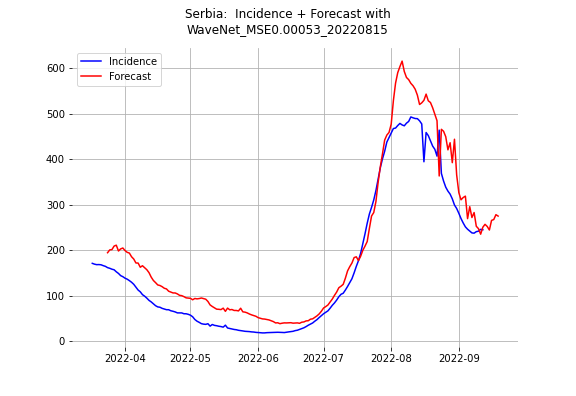 Serbia:  Incidence + Forecast with
WaveNet_MSE0.00053_20220815
Incidence
Forecast
600
500
400
300
200
100
0
2022-04 2022-05 2022-06 2022-07 2022-08 2022-09